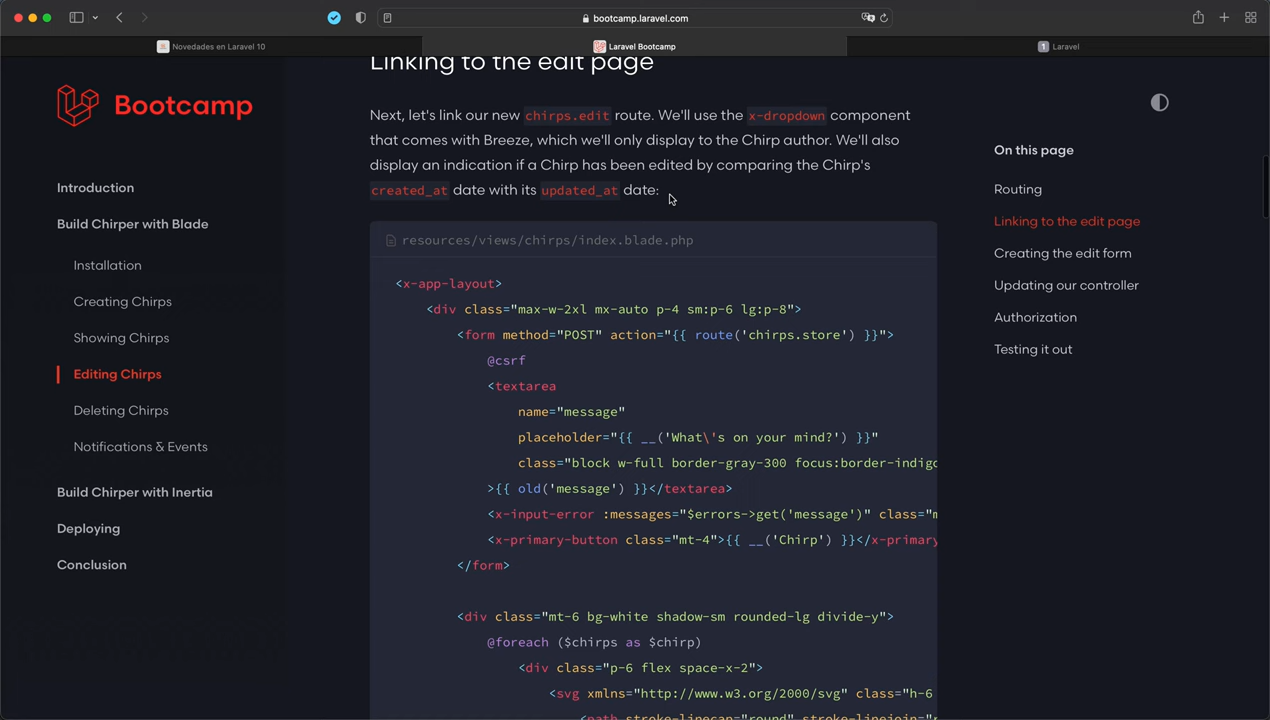 bootcamp.laravel.com
Novedades en Laravel 10
Laravel Bootcamp
1 Laravel
Bootcamp
Introduction
Build Chirper with Blade
Installation
Creating Chirps
Showing Chirps
Editing Chirps
Deleting Chirps
Notifications & Events
Build Chirper with Inertia
Deploying
Conclusion
Linking to the edit page
Next, let's link our new chirps.edit route. We'll use the x-dropdown component
that comes with Breeze, which we'll only display to the Chirp author. We'll also
display an indication if a Chirp has been edited by comparing the Chirp's
created_at date with its updated_at date:
resources/views/chirps/index.blade.php
<x-app-layout>
<div class="max-w-2xl mx-auto p-4 sm:p-6 lg:p-8">
<form method="POST" action="{{ route('chirps.store') }}">
@csrf
<textarea
name="message"
placeholder="{{ __('What\'s on your mind?') }}"
class="block w-full border-gray-300 focus:border-indigo
>{{ old('message') }}</textarea>
<x-input-error :messages="$errors->get('message')" class="m
<x-primary-button class="mt-4">{{ __('Chirp') }}</x-primary
</form>
<div class="mt-6 bg-white shadow-sm rounded-lg divide-y">
@foreach ($chirps as $chirp)
<div class="p-6 flex space-x-2">
<svg xmlns="http://www.w3.org/2000/svg" class="h-6
<path stroke-linecap="round" stroke-linejoin="r
On this page
Routing
Linking to the edit page
Creating the edit form
Updating our controller
Authorization
Testing it out